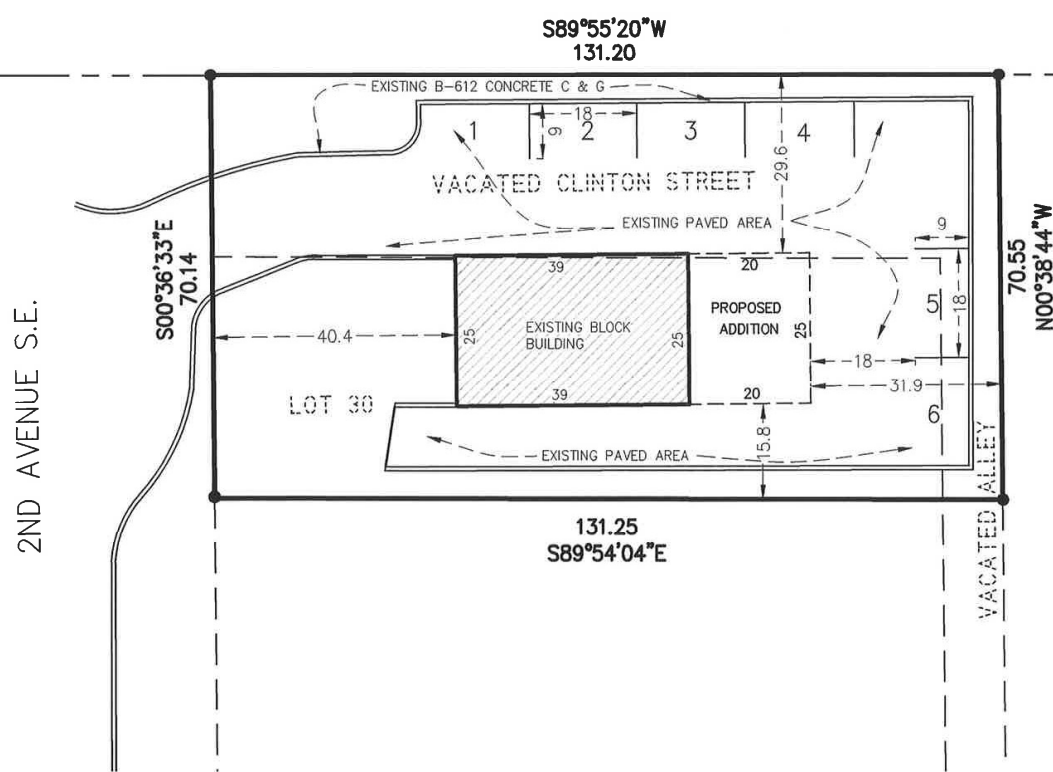 S89°55'20"W
131.20
EXISTING B-612 CONCRETE C & G
1
18
2
9
3
4
29.6
VACATED CLINTON STREET
EXISTING PAVED AREA
9
S00°36'33"E
70.14
70.55
N00°38'44"W
39
20
5
18
PROPOSED
ADDITION
EXISTING BLOCK
BUILDING
25
25
25
40.4
18
31.9
2ND AVENUE S.E.
LOT 30
39
20
6
15.8
EXISTING PAVED AREA
131.25
S89°54'04"E
VACATED ALLEY